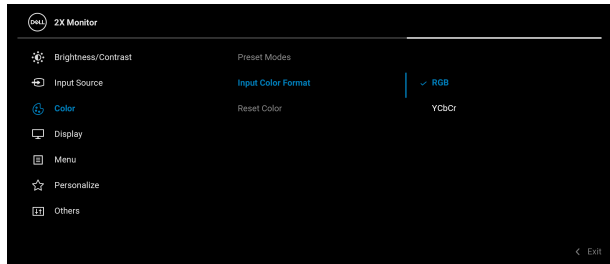 DELL 2X Monitor
Brightness/Contrast Preset Modes
Input Source Input Color Format RGB
Color Reset Color YCbCr
Display
Menu
Personalize
Others
Exit